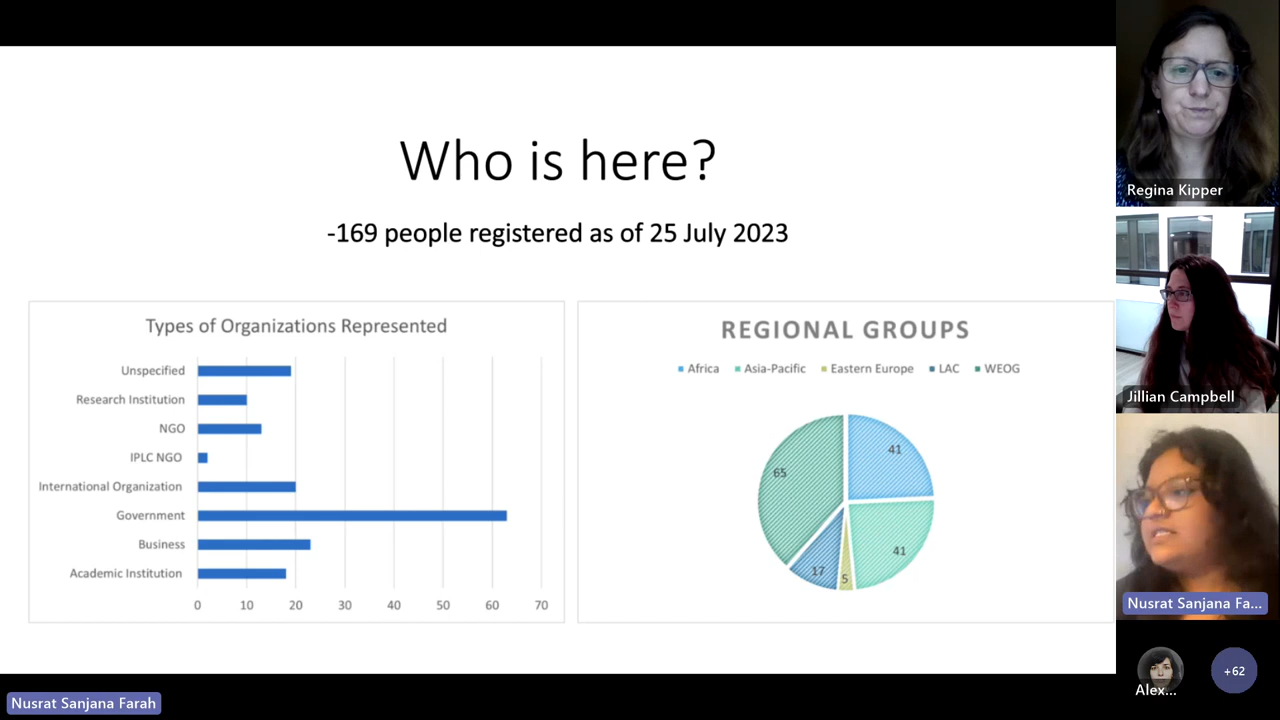 Who is here?
-169 people registered as of 25 July 2023
Types of Organizations Represented
Unspecified
Research Institution
NGO
IPLC NGO
International Organization
Government
Business
Academic Institution
0 10 20 30 40 50 60 70
REGIONAL GROUPS
Africa Asia-Pacific Eastern Europe LAC WEOG
41
65
41
17
5
Regina Kipper
Jillian Campbell
Nusrat Sanjana Fa...
Alex...
+62
Nusrat Sanjana Farah